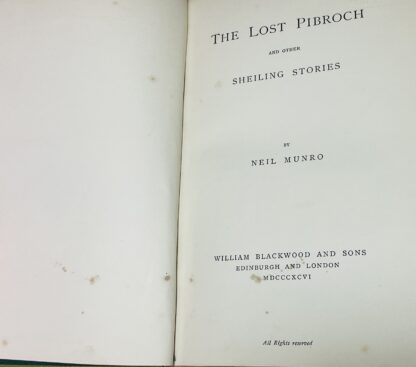 THE LOST PIBROCH
AND OTHER
SHEILING STORIES
BY
NEIL MUNRO
WILLIAM BLACKWOOD AND SONS
EDINBURGH AND LONDON
MDCCCXCVI
All Rights reserved